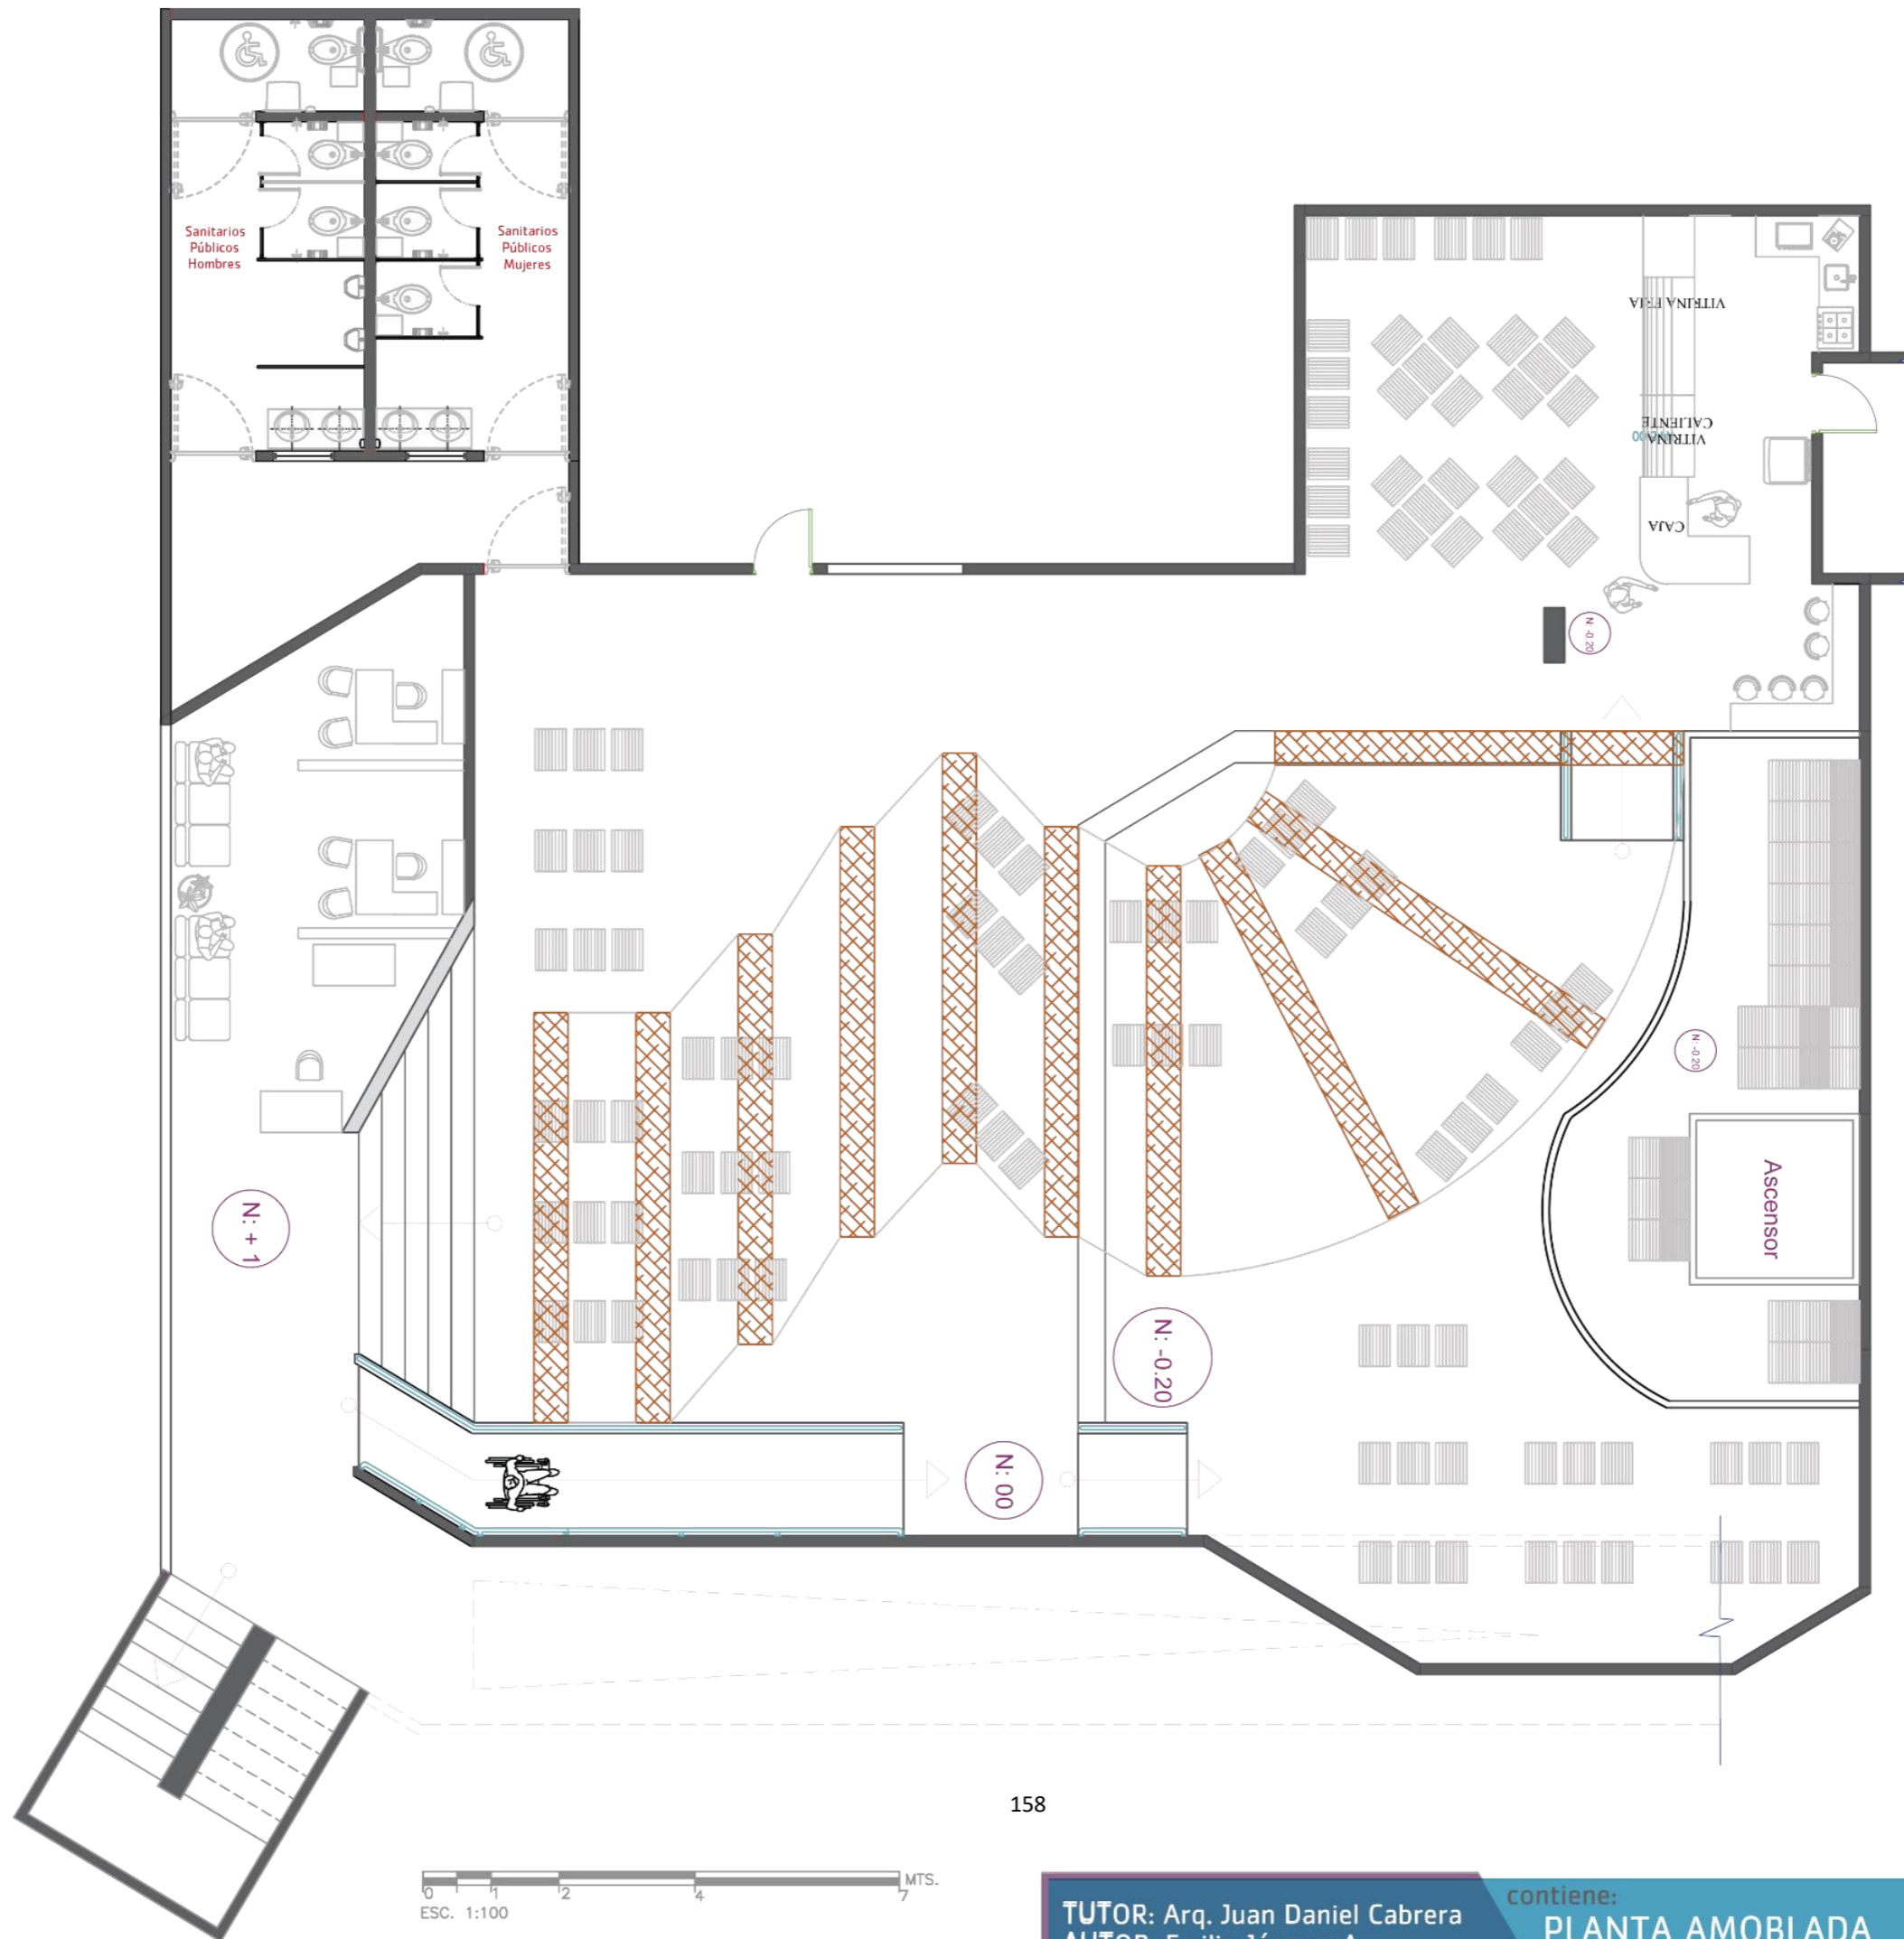 Sanitarios
Públicos
Hombres
Sanitarios
Públicos
Mujeres
VITRINA FRIA
VITRINA
CALIENTE
CAJA
N: -0.20
N: -0.20
Ascensor
N: + 1
N: -0.20
N: 00
158
0 1 2 4 7 MTS.
ESC. 1:100
TUTOR: Arq. Juan Daniel Cabrera
contiene:
PLANTA AMOBLADA